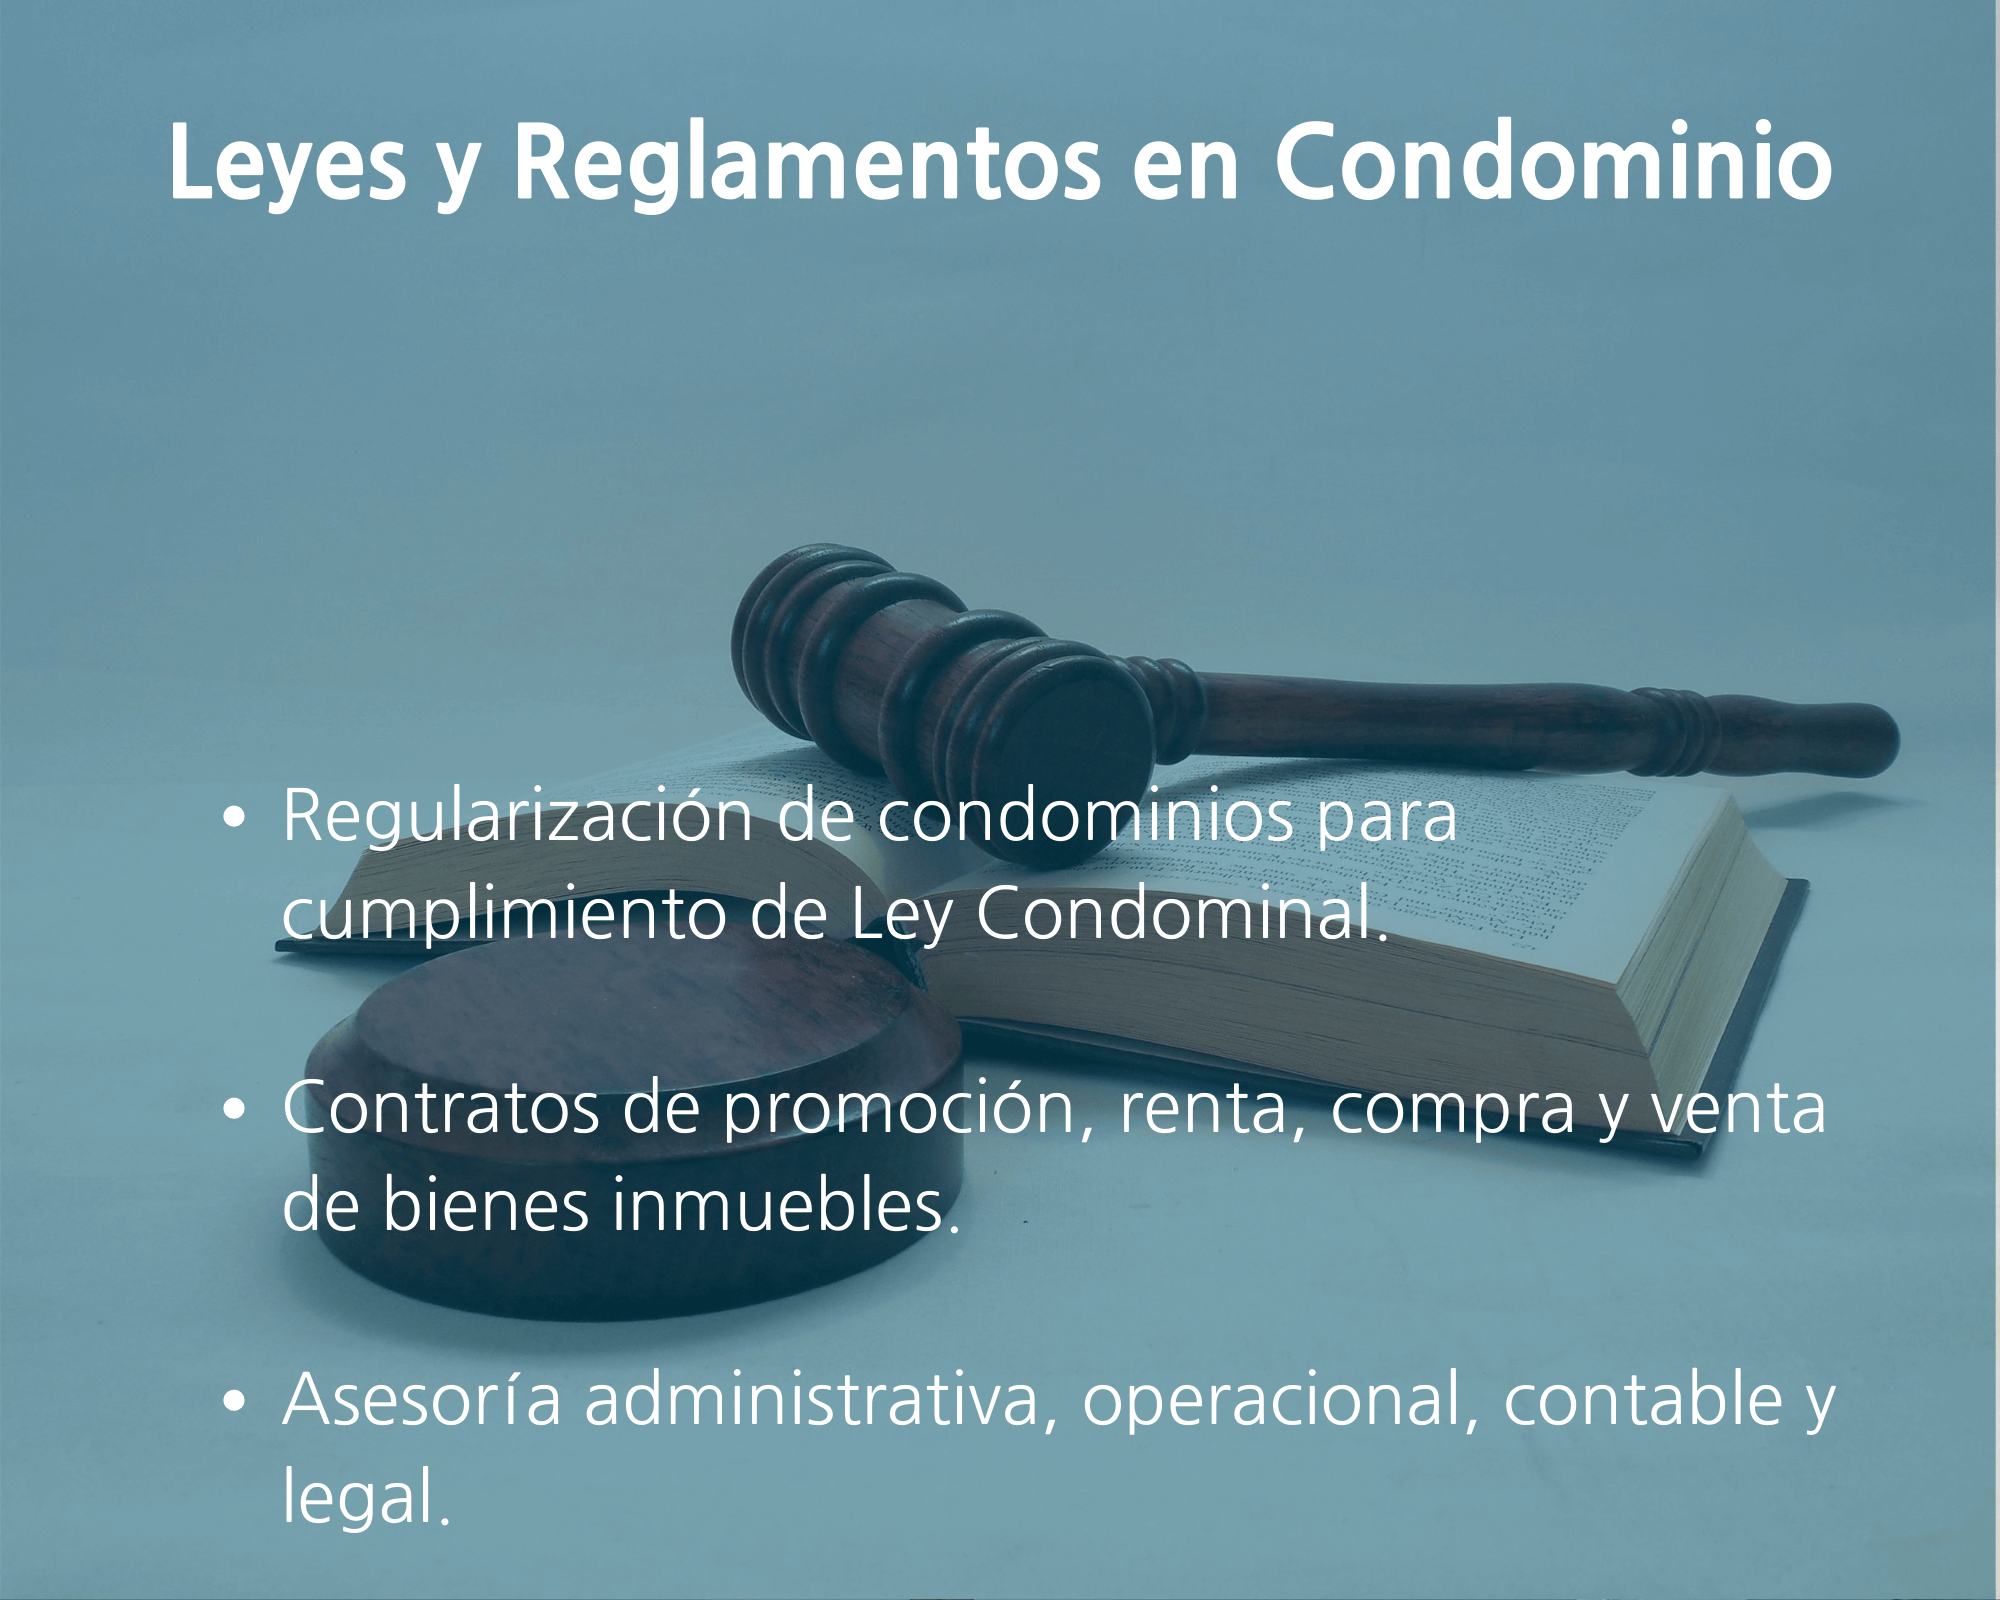 Leyes y Reglamentos en Condominio
• Regularización de condominios para
cumplimiento de Ley Condominal.
• Contratos de promoción, renta, compra y venta
de bienes inmuebles.
• Asesoría administrativa, operacional, contable y
legal.